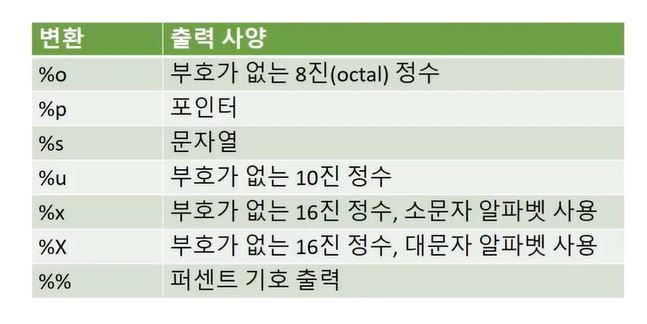 변환 출력 사양
%o 부호가 없는 8진(octal) 정수
%p 포인터
%s 문자열
%u 부호가 없는 10진 정수
%x 부호가 없는 16진 정수, 소문자 알파벳 사용
%X 부호가 없는 16진 정수, 대문자 알파벳 사용
%% 퍼센트 기호 출력